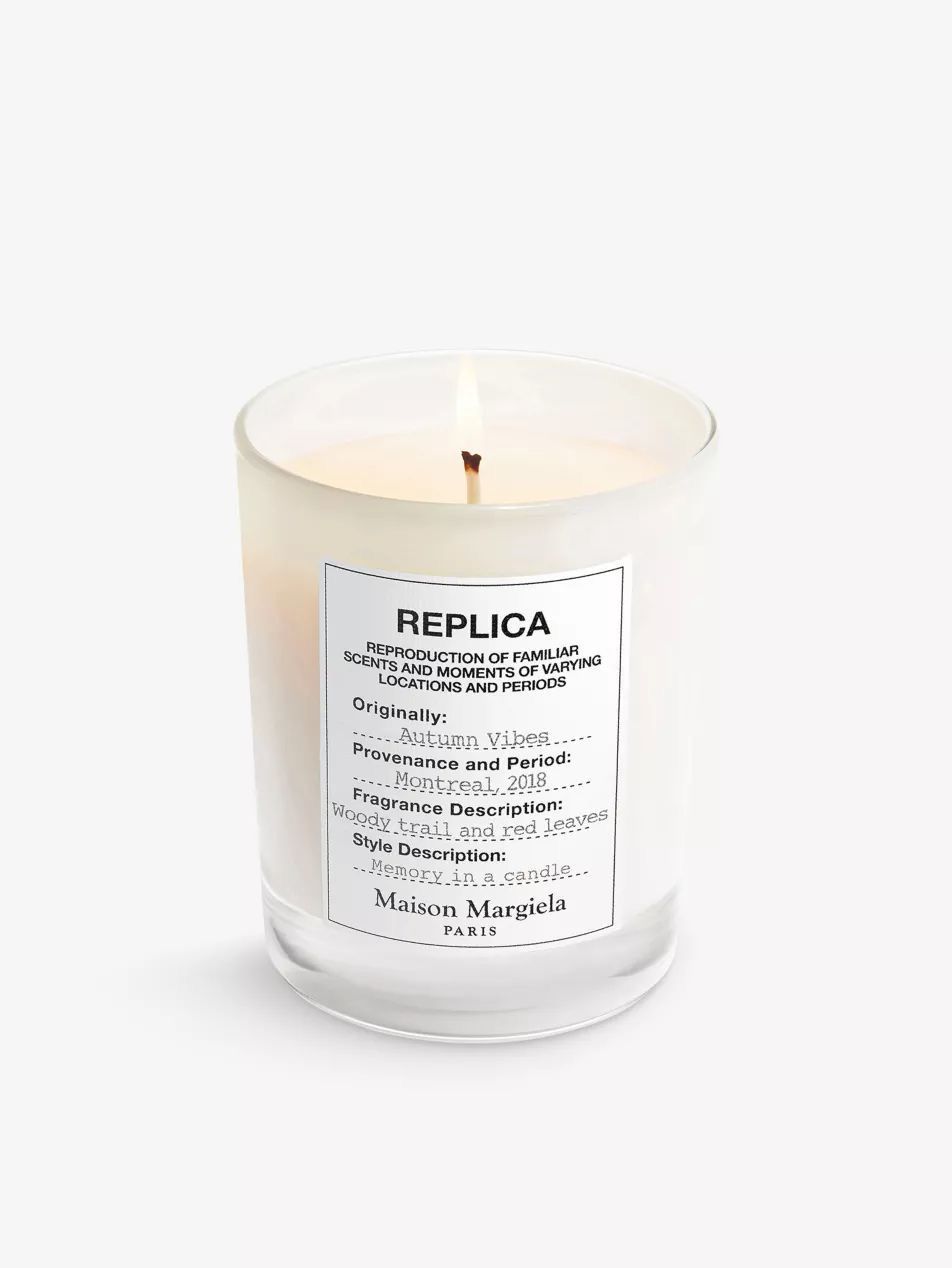 REPLICA
REPRODUCTION OF FAMILIAR
SCENTS AND MOMENTS OF VARYING
LOCATIONS AND PERIODS
Originally:
Autumn Vibes
Provenance and Period:
Montreal, 2018
Fragrance Description:
Woody trail and red leaves
Style Description:
Memory in a candle
Maison Margiela
PARIS